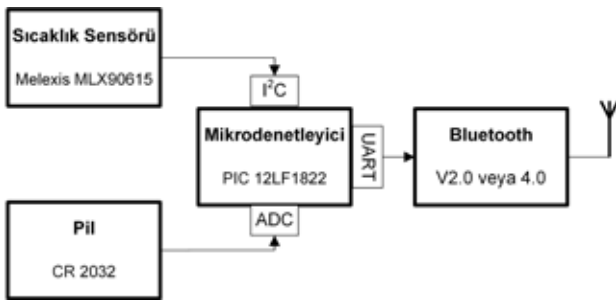 Sıcaklık Sensörü
Melexis MLX90615
I²C
Mikrodenetleyici
PIC 12LF1822
UART
ADC
Bluetooth
V2.0 veya 4.0
Pil
CR 2032